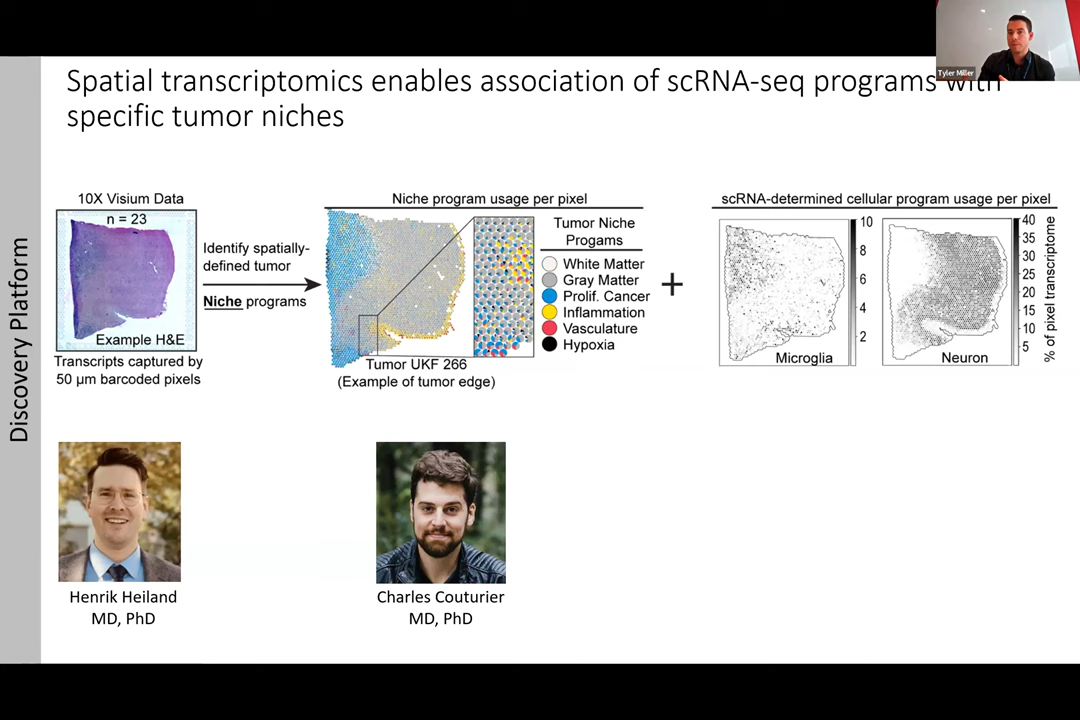 Tyler Miller
Spatial transcriptomics enables association of scRNA-seq programs with
specific tumor niches
Discovery Platform
10X Visium Data
n = 23
Example H&E
Transcripts captured by
50 µm barcoded pixels
Identify spatially-
defined tumor
Niche programs
Niche program usage per pixel
Tumor UKF 266
(Example of tumor edge)
Tumor Niche
Progams
White Matter
Gray Matter
Prolif. Cancer
Inflammation
Vasculature
Hypoxia
+
scRNA-determined cellular program usage per pixel
10
8
6
4
2
Microglia
40
35
30
25
20
15
10
5
Neuron
% of pixel transcriptome
Henrik Heiland
MD, PhD
Charles Couturier
MD, PhD